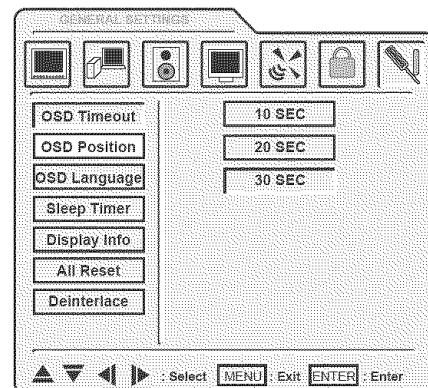 GENERAL SETTINGS
OSD Timeout
OSD Position
OSD Language
Sleep Timer
Display Info
All Reset
Deinterlace
10 SEC
20 SEC
30 SEC
: Select MENU : Exit ENTER : Enter